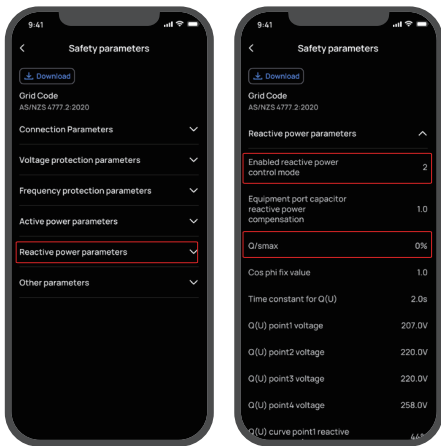 9:41
Safety parameters
Download
Grid Code
AS/NZS 4777.2:2020
Connection Parameters
Voltage protection parameters
Frequency protection parameters
Active power parameters
Reactive power parameters
Other parameters
9:41
Safety parameters
Download
Grid Code
AS/NZS 4777.2:2020
Reactive power parameters
Enabled reactive power
control mode
2
Equipment port capacitor
reactive power
compensation
1.0
Q/smax
0%
Cos phi fix value
1.0
Time constant for Q(U)
2.0s
Q(U) point1 voltage
207.0V
Q(U) point2 voltage
220.0V
Q(U) point3 voltage
220.0V
Q(U) point4 voltage
258.0V
Q(U) curve point1 reactive
44%